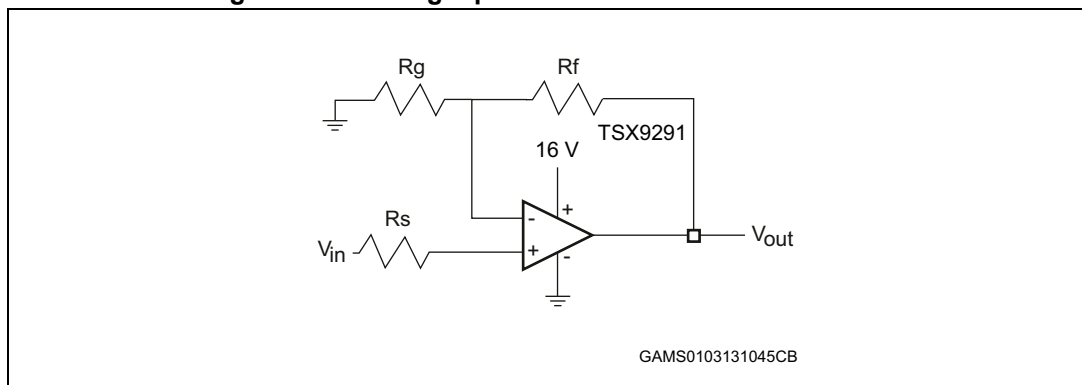 Rg
Rf
TSX9291
16 V
+
Rs
-
Vin
+
Vout
-
GAMS0103131045CB